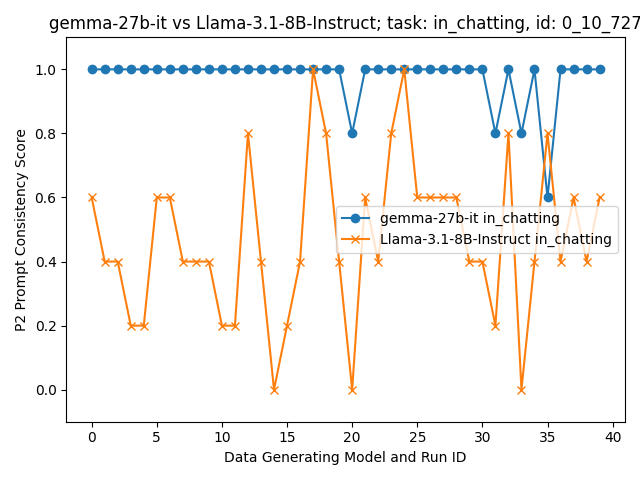 gemma-27b-it vs Llama-3.1-8B-Instruct; task: in_chatting, id: 0_10_727
1.0
0.8
0.6
0.4
0.2
0.0
P2 Prompt Consistency Score
gemma-27b-it in_chatting
Llama-3.1-8B-Instruct in_chatting
0 5 10 15 20 25 30 35 40
Data Generating Model and Run ID